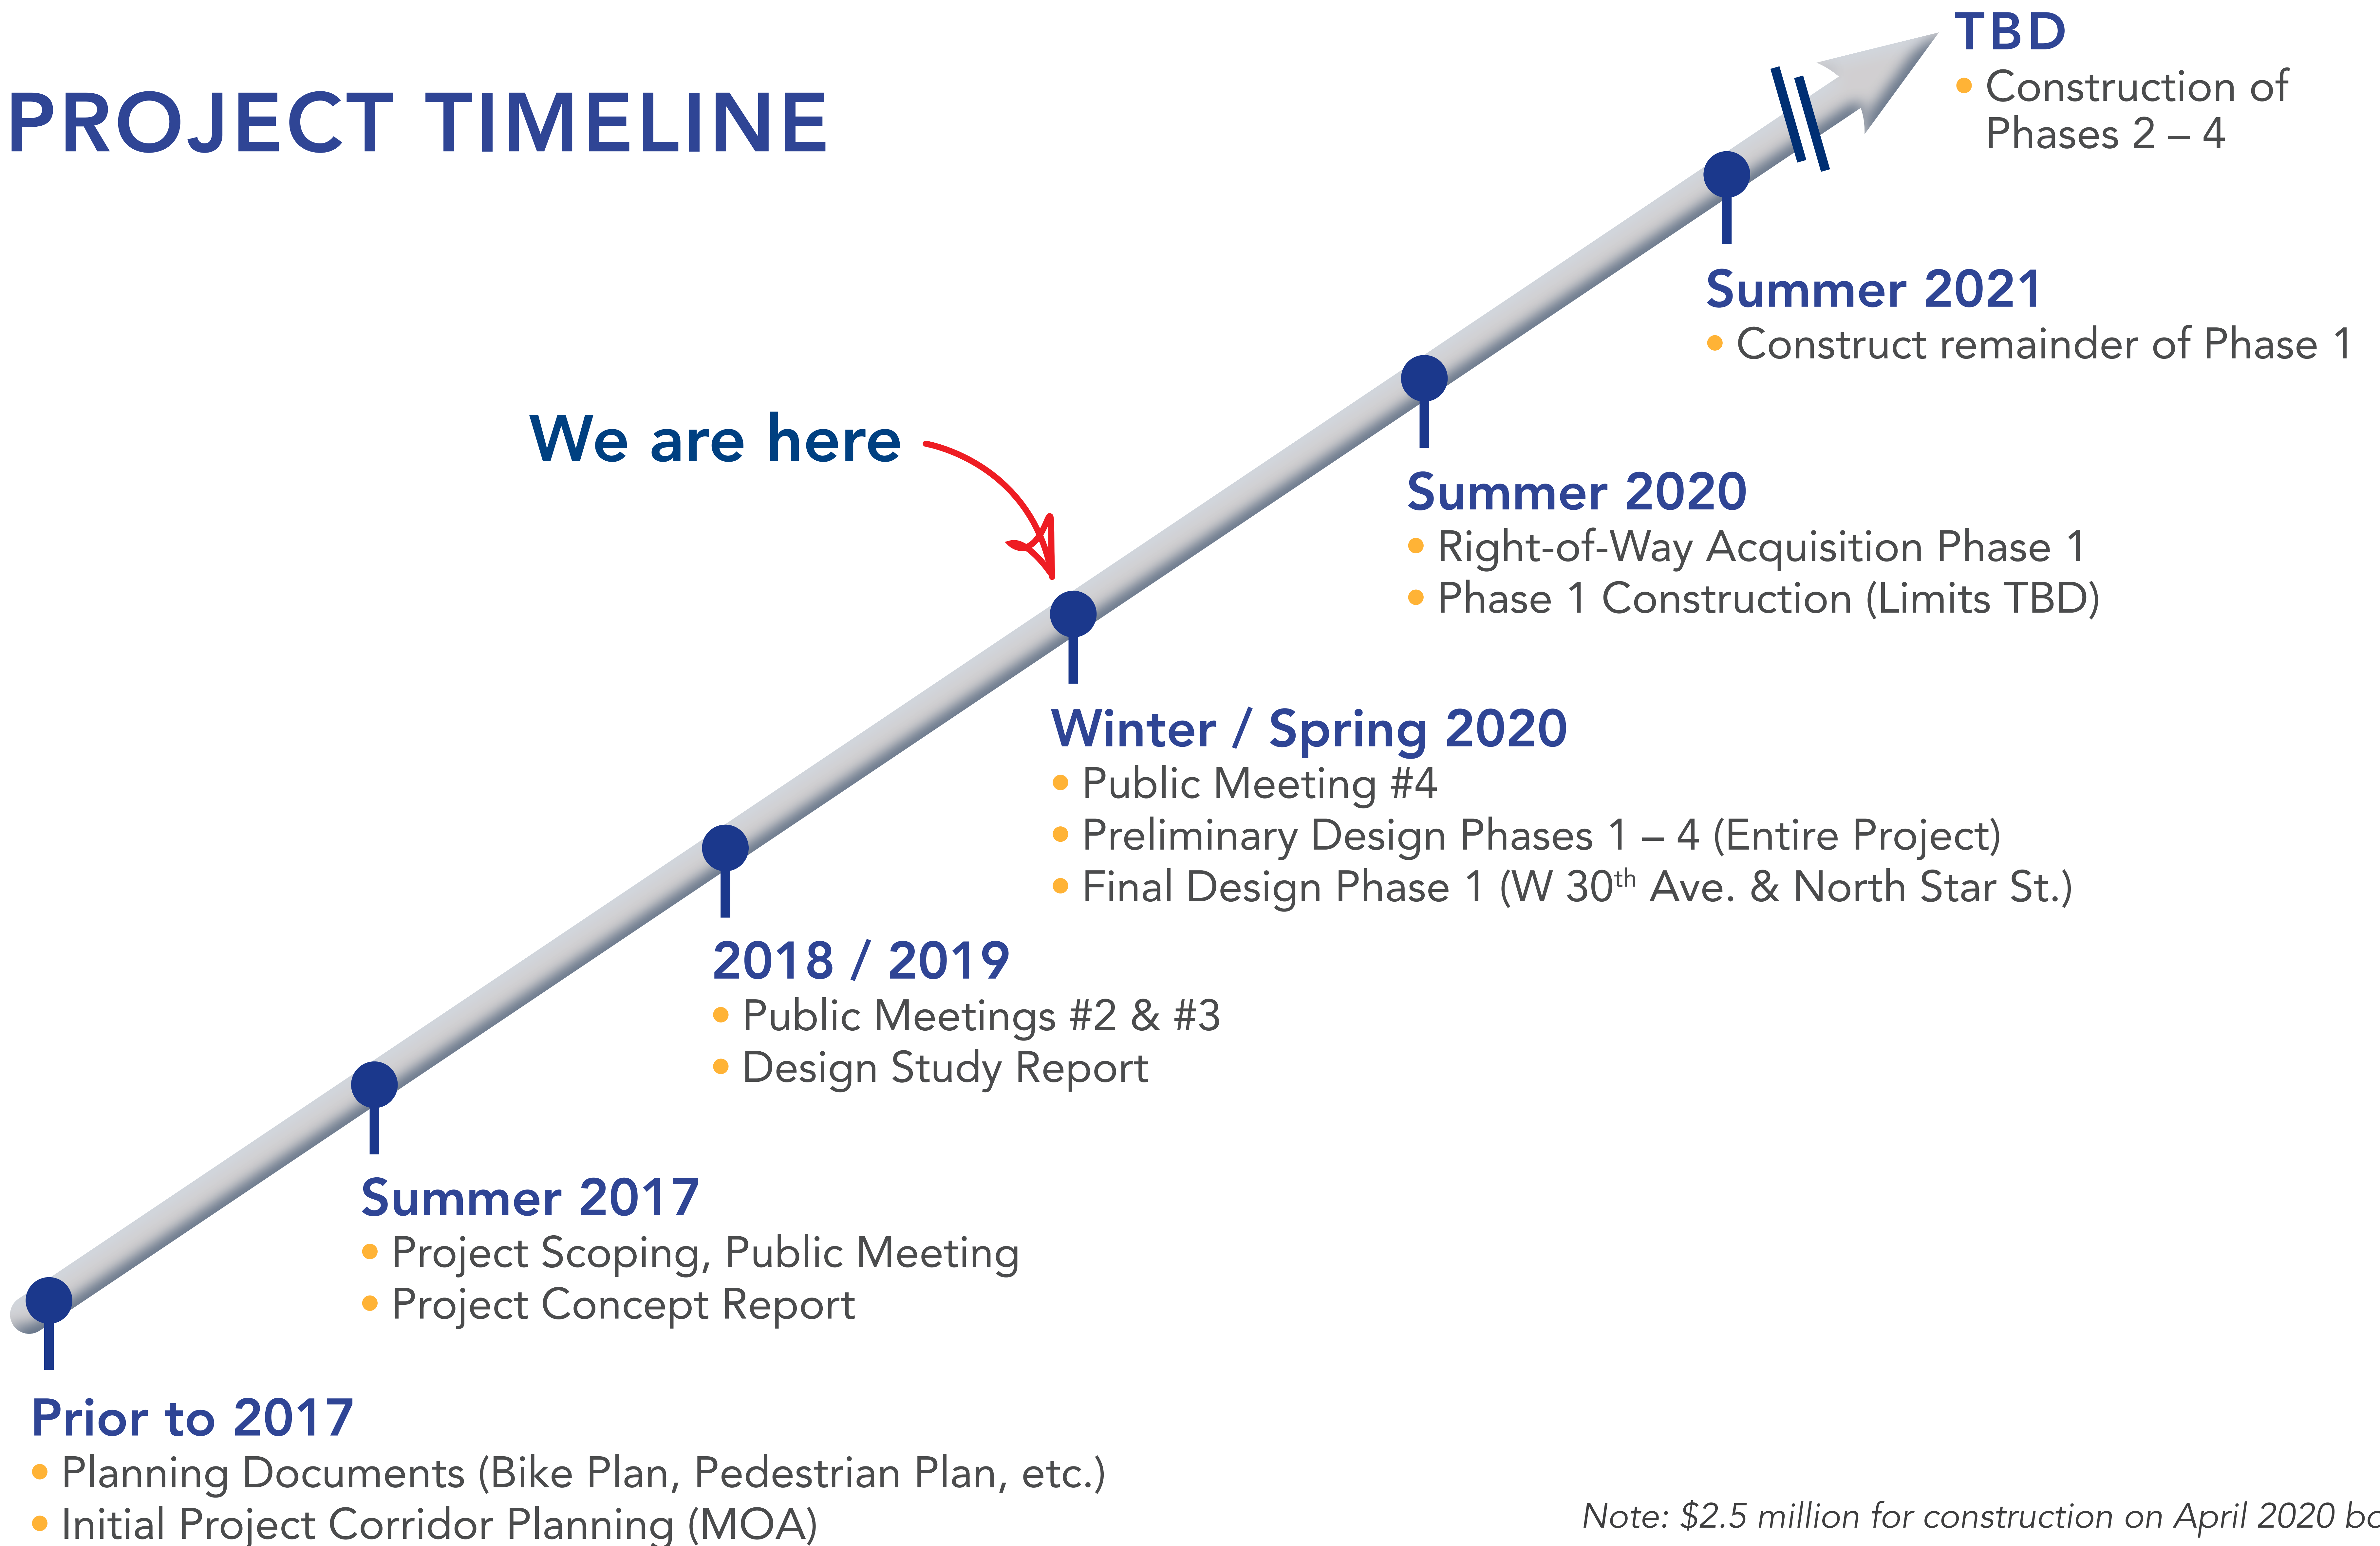 PROJECT TIMELINE
TBD
• Construction of
Phases 2 – 4
Summer 2021
• Construct remainder of Phase 1
We are here
Summer 2020
• Right-of-Way Acquisition Phase 1
• Phase 1 Construction (Limits TBD)
Winter / Spring 2020
• Public Meeting #4
• Preliminary Design Phases 1 – 4 (Entire Project)
• Final Design Phase 1 (W 30th Ave. & North Star St.)
2018 / 2019
• Public Meetings #2 & #3
• Design Study Report
Summer 2017
• Project Scoping, Public Meeting
• Project Concept Report
Prior to 2017
• Planning Documents (Bike Plan, Pedestrian Plan, etc.)
• Initial Project Corridor Planning (MOA)
Note: $2.5 million for construction on April 2020